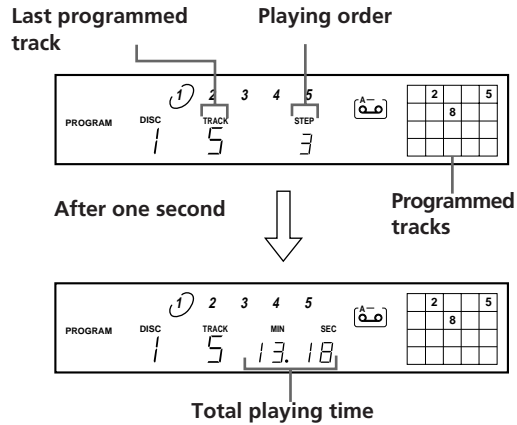 Last programmed track
Playing order
1 2 3 4 5
A
2 5
PROGRAM DISC TRACK STEP
8
1 5 3
After one second
Programmed tracks
1 2 3 4 5
A
2 5
PROGRAM DISC TRACK MIN SEC
8
1 5 13. 18
Total playing time